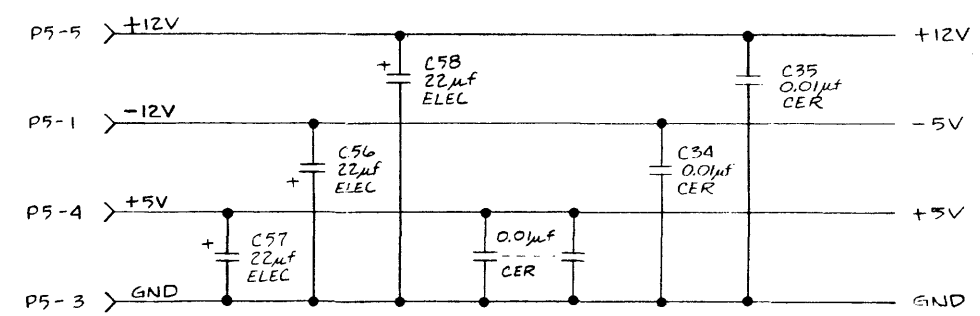 P5-5 +12V +12V
+ C58
22µf
ELEC
C35
0.01µf
CER
P5-1 -12V -5V
C56
22µf
+ ELEC
C34
0.01µf
CER
P5-4 +5V +5V
+ C57
22µf
ELEC
0.01µf
CER
P5-3 GND GND